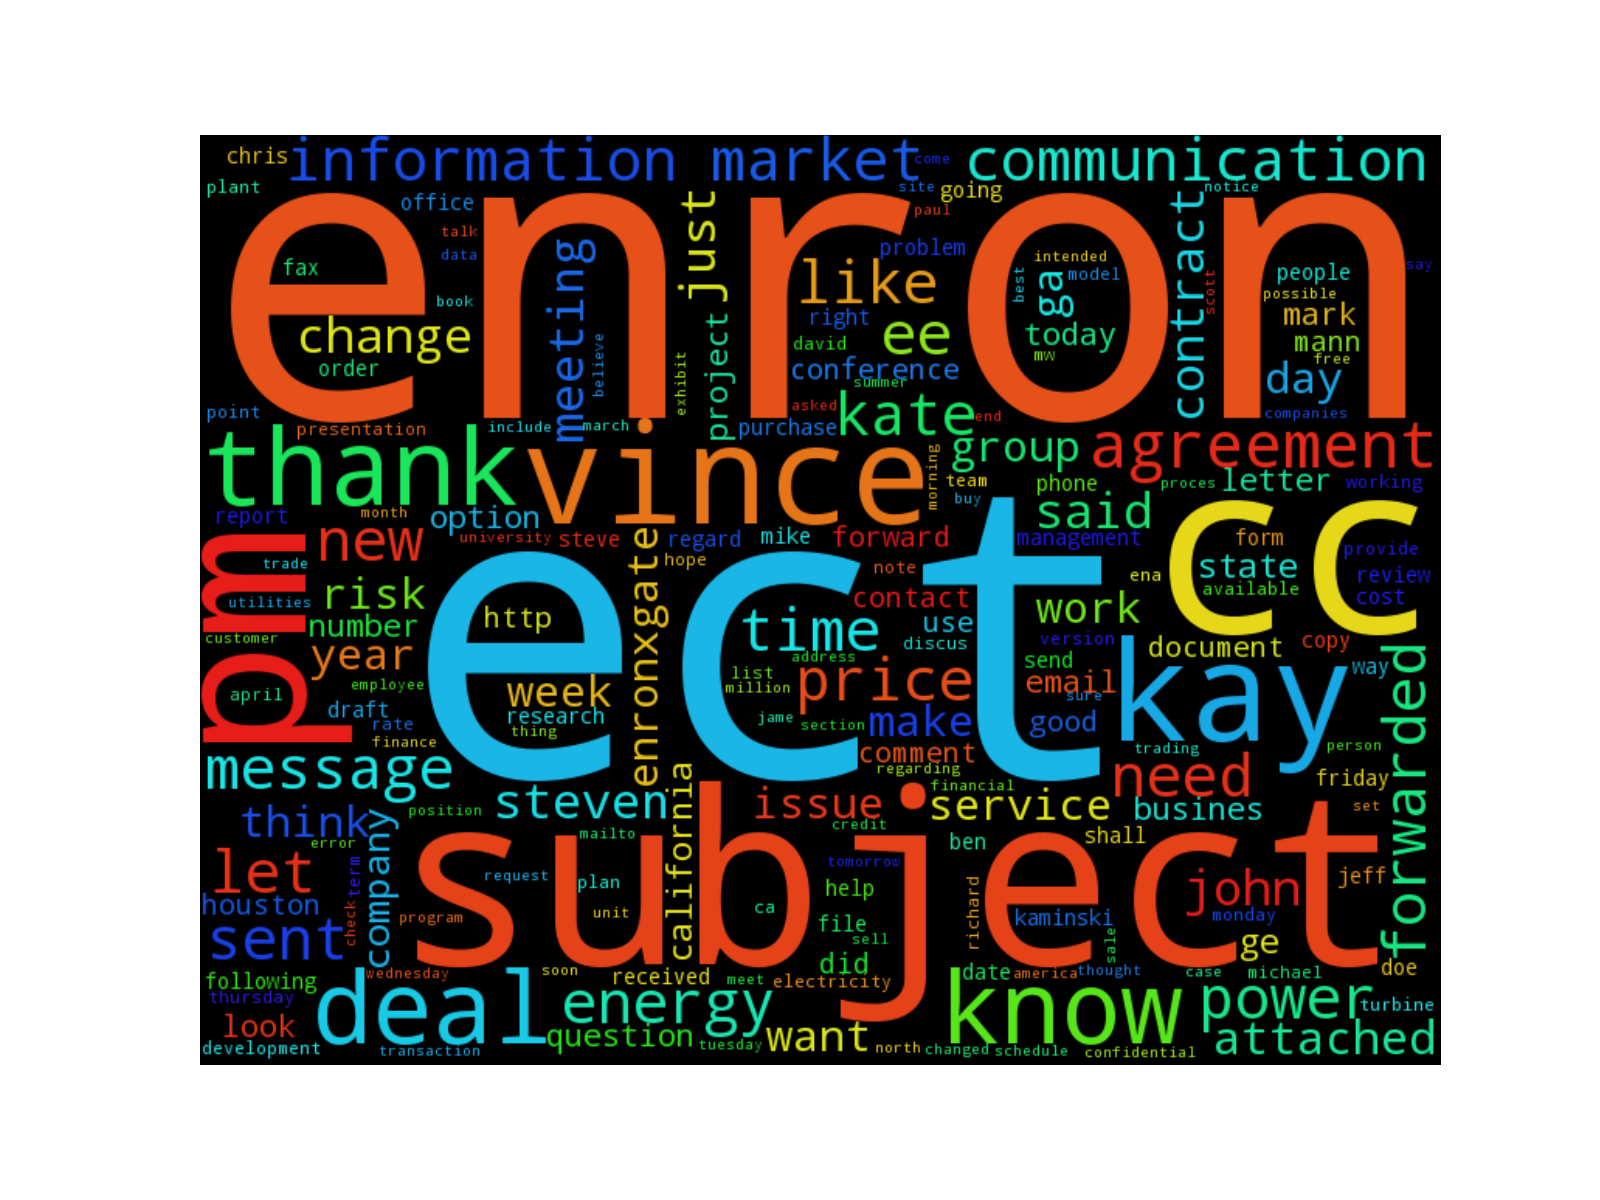 chris information market come communication
plant site going notice
office just paul
talk
data meeting problem intended
fax like best model ga people say
enron
book right possible scott
change project ee today mark
david mw mann
order believe conference contract free
exhibit summer day
point asked kate end companies
presentation include march purchase
thank vince group agreement
morning team phone proces letter working
month option buy said
report university steve regard mike forward management form provide
new enronxgate hope note cc
trade ena state review
utilities risk http contact work available cost
pm number time use version copy
customer ect discus document
year address send way
april employee week list million price email kay forwarded
draft research jame section make sure good
rate thing
finance comment trading person
message regarding need friday
financial
position steven issue service busines set
think mailto credit shall
error california ben
company tomorrow
let term request plan help john jeff
houston unit ca kaminski monday
check program file richard
sent sell sale ge
subject
did
wednesday soon received meet electricity date america thought case michael doe
following
thursday deal energy know power turbine
look question want attached
development transaction tuesday north changed schedule confidential